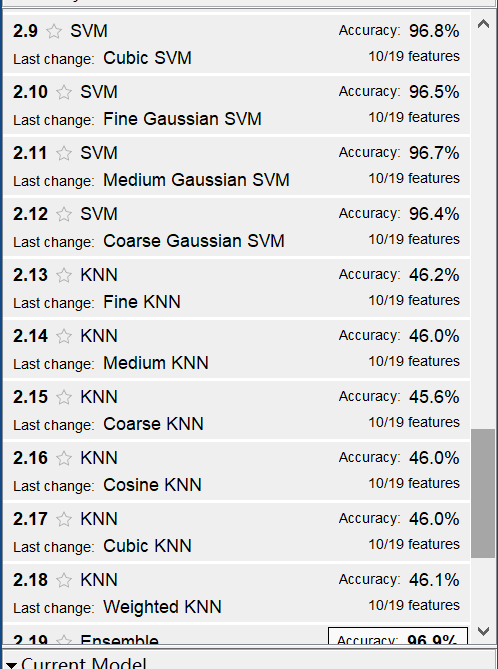 2.9 SVM Accuracy: 96.8%
Last change: Cubic SVM 10/19 features
2.10 SVM Accuracy: 96.5%
Last change: Fine Gaussian SVM 10/19 features
2.11 SVM Accuracy: 96.7%
Last change: Medium Gaussian SVM 10/19 features
2.12 SVM Accuracy: 96.4%
Last change: Coarse Gaussian SVM 10/19 features
2.13 KNN Accuracy: 46.2%
Last change: Fine KNN 10/19 features
2.14 KNN Accuracy: 46.0%
Last change: Medium KNN 10/19 features
2.15 KNN Accuracy: 45.6%
Last change: Coarse KNN 10/19 features
2.16 KNN Accuracy: 46.0%
Last change: Cosine KNN 10/19 features
2.17 KNN Accuracy: 46.0%
Last change: Cubic KNN 10/19 features
2.18 KNN Accuracy: 46.1%
Last change: Weighted KNN 10/19 features
2.19 Ensemble Accuracy: 96.9%
Current Model